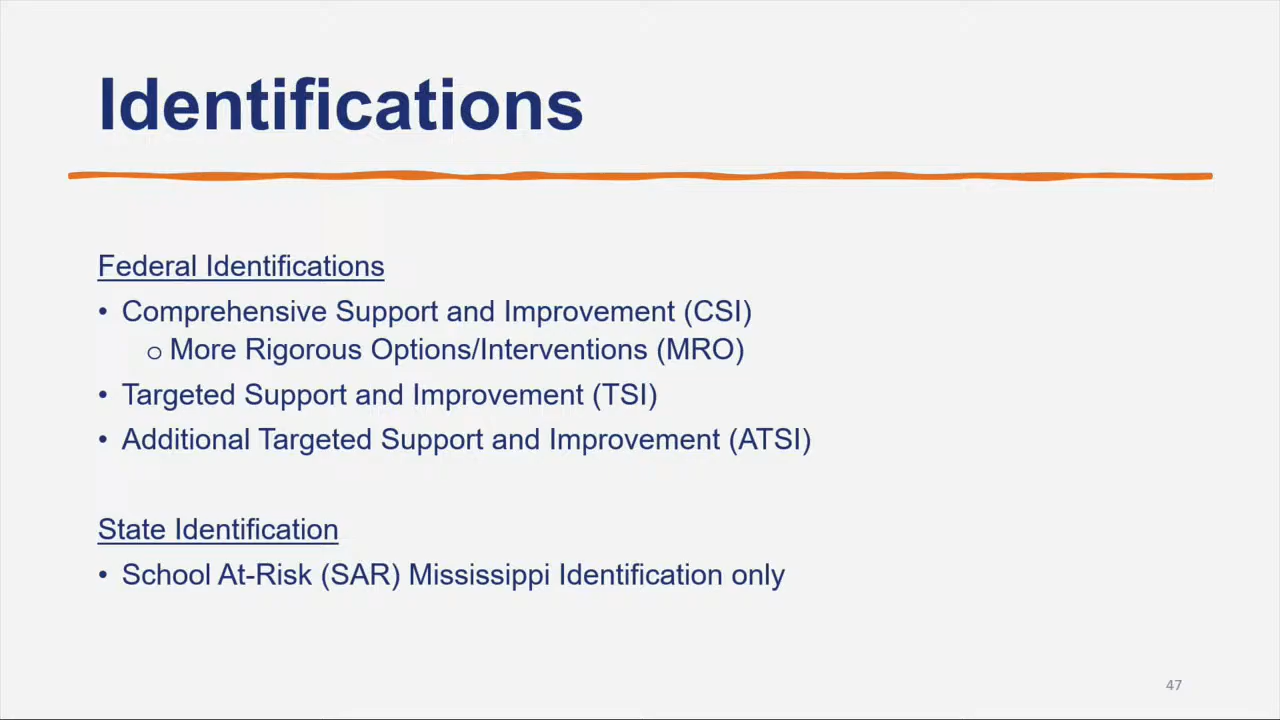 Identifications
Federal Identifications
• Comprehensive Support and Improvement (CSI)
o More Rigorous Options/Interventions (MRO)
• Targeted Support and Improvement (TSI)
• Additional Targeted Support and Improvement (ATSI)
State Identification
• School At-Risk (SAR) Mississippi Identification only
47